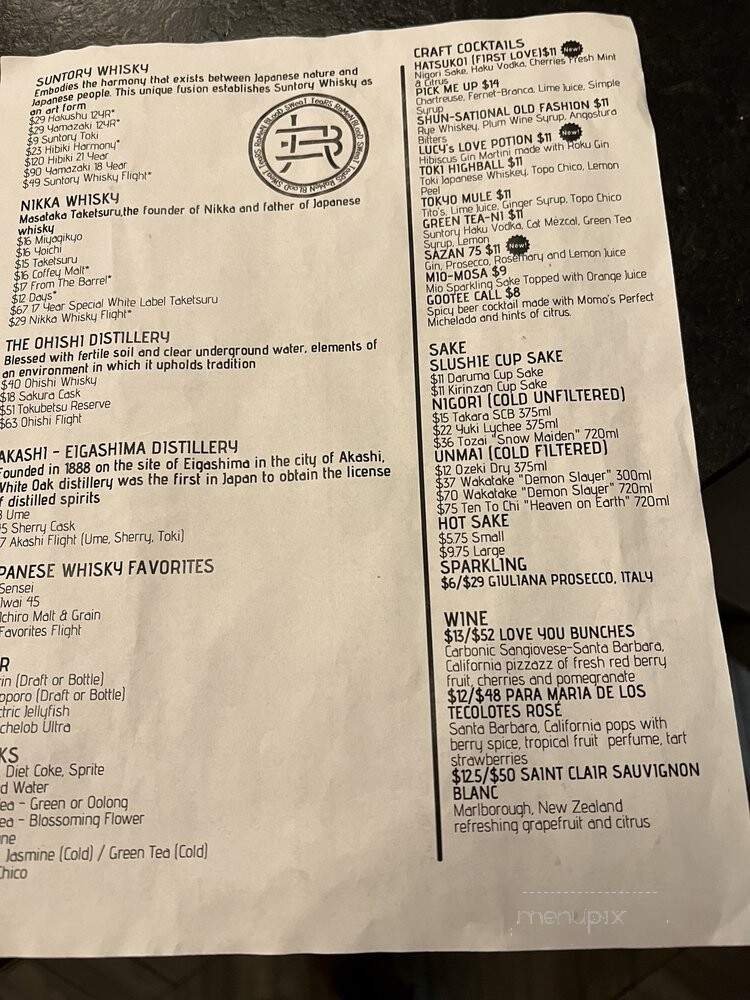 SUNTORY WHISKY
Embodies the harmony that exists between Japanese nature and
Japanese people. This unique fusion establishes Suntory Whisky as
an art form
$29 Hakushu 12YR*
$29 Yamazaki 12YR*
$9 Suntory Toki
$23 Hibiki Harmony*
$120 Hibiki 21 Year
$90 Yamazaki 18 Year
$49 Suntory Whisky Flight*
NIKKA WHISKY
Masataka Taketsuru,the founder of Nikka and father of Japanese
whisky
$16 Miyagikyo
$16 Yoichi
$15 Taketsuru
$16 Coffey Malt*
$17 From The Barrel*
$12 Days*
$67 17 Year Special White Label Taketsuru
$29 Nikka Whisky Flight*
THE OHISHI DISTILLERY
Blessed with fertile soil and clear underground water, elements of
an environment in which it upholds tradition
$40 Ohishi Whisky
$18 Sakura Cask
$51 Tokubetsu Reserve
$63 Ohishi Flight
AKASHI - EIGASHIMA DISTILLERY
Founded in 1888 on the site of Eigashima in the city of Akashi,
White Oak distillery was the first in Japan to obtain the license
f distilled spirits
Ume
5 Sherry Cask
7 Akashi Flight (Ume, Sherry, Toki)
PANESE WHISKY FAVORITES
Sensei
Iwai 45
Ichiro Malt & Grain
Favorites Flight
R
rin (Draft or Bottle)
pporo (Draft or Bottle)
ctric Jellyfish
chelob Ultra
KS
Diet Coke, Sprite
d Water
ea - Green or Oolong
ea - Blossoming Flower
ne
Jasmine (Cold) / Green Tea (Cold)
Chico
CRAFT COCKTAILS
HATSUKOI (FIRST LOVE)$11 New!
Nigori Sake, Haku Vodka, Cherries Fresh Mint
& Citrus
PICK ME UP $14
Chartreuse, Fernet-Branca, Lime Juice, Simple
Syrup
SHUN-SATIONAL OLD FASHION $11
Rye Whiskey, Plum Wine Syrup, Angostura
Bitters
LUCY's LOVE POTION $11 New!
Hibiscus Gin Martini made with Roku Gin
TOKI HIGHBALL $11
Toki Japanese Whiskey, Topo Chico, Lemon
Peel
TOKYO MULE $11
Tito's, Lime Juice, Ginger Syrup, Topo Chico
GREEN TEA-NI $11
Suntory Haku Vodka, Cat Mezcal, Green Tea
Syrup, Lemon
SAZAN 75 $11 New!
Gin, Prosecco, Rosemary and Lemon Juice
MIO-MOSA $9
Mio Sparkling Sake Topped with Orange Juice
GOOTEE CALL $8
Spicy beer cocktail made with Momo's Perfect
Michelada and hints of citrus.
SAKE
SLUSHIE CUP SAKE
$11 Daruma Cup Sake
$11 Kirinzan Cup Sake
NIGORI (COLD UNFILTERED)
$15 Takara SCB 375ml
$22 Yuki Lychee 375ml
$36 Tozai "Snow Maiden" 720ml
UNMAI (COLD FILTERED)
$12 Ozeki Dry 375ml
$37 Wakatake "Demon Slayer" 300ml
$70 Wakatake "Demon Slayer" 720ml
$75 Ten To Chi "Heaven on Earth" 720ml
HOT SAKE
$5.75 Small
$9.75 Large
SPARKLING
$6/$29 GIULIANA PROSECCO, ITALY
WINE
$13/$52 LOVE YOU BUNCHES
Carbonic Sangiovese-Santa Barbara,
California pizzazz of fresh red berry
fruit, cherries and pomegranate
$12/$48 PARA MARIA DE LOS
TECOLOTES ROSÉ
Santa Barbara, California pops with
berry spice, tropical fruit perfume, tart
strawberries
$12.5/$50 SAINT CLAIR SAUVIGNON
BLANC
Marlborough, New Zealand
refreshing grapefruit and citrus
menupix